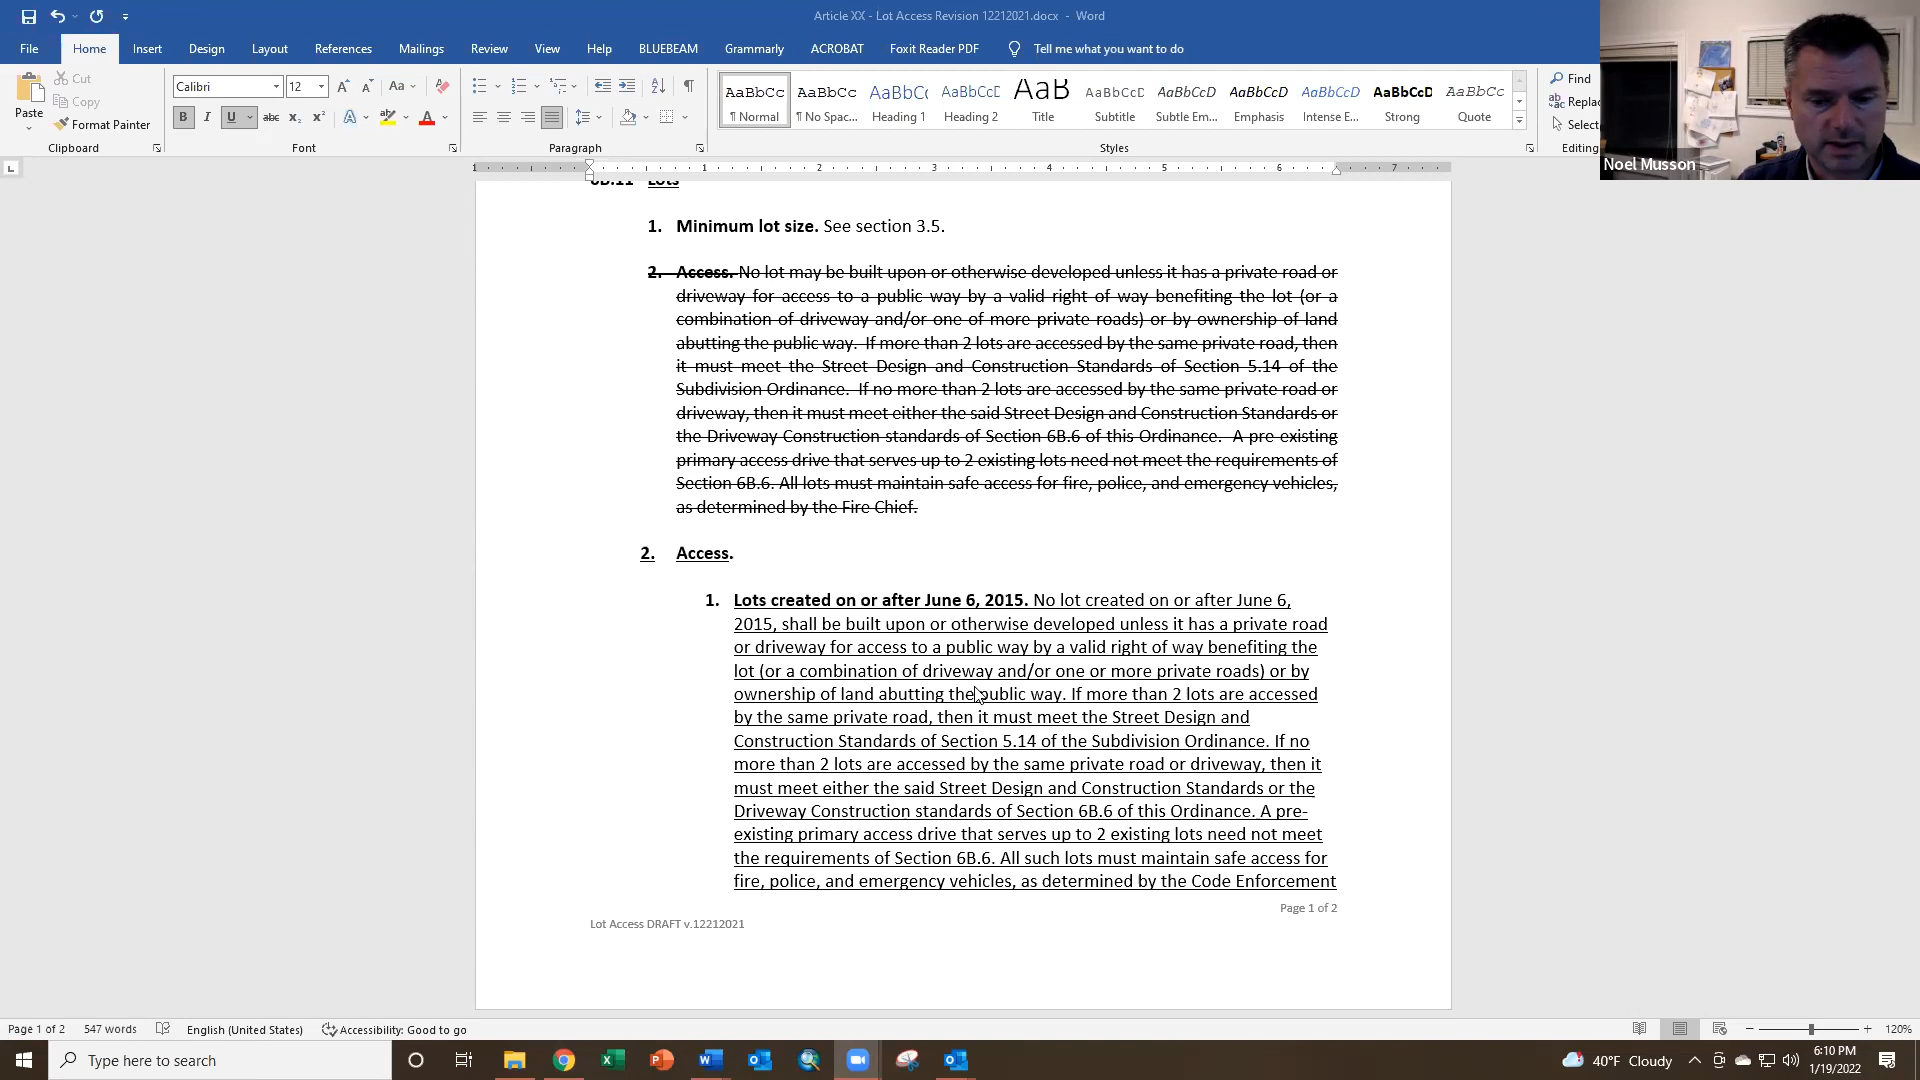 Article XX - Lot Access Revision 12212021.docx - Word
File Home Insert Design Layout References Mailings Review View Help BLUEBEAM Grammarly ACROBAT Foxit Reader PDF Tell me what you want to do
Paste
Cut
Copy
Format Painter
Calibri 12
AaBbCc AaBbCc AaBbCc AaBbCcD AaB AaBbCcD AaBbCcD AaBbCcD AaBbCcD AaBbCcD AaBbCc
¶ Normal ¶ No Spac... Heading 1 Heading 2 Title Subtitle Subtle Em... Emphasis Intense E... Strong Quote
Find
Replac
Select
Clipboard Font Paragraph Styles Editing
Noel Musson
1 1 2 3 4 5 6 7
6B.11 Lots
1. Minimum lot size. See section 3.5.
2. Access. No lot may be built upon or otherwise developed unless it has a private road or
driveway for access to a public way by a valid right of way benefiting the lot (or a
combination of driveway and/or one of more private roads) or by ownership of land
abutting the public way. If more than 2 lots are accessed by the same private road, then
it must meet the Street Design and Construction Standards of Section 5.14 of the
Subdivision Ordinance. If no more than 2 lots are accessed by the same private road or
driveway, then it must meet either the said Street Design and Construction Standards or
the Driveway Construction standards of Section 6B.6 of this Ordinance. A pre existing
primary access drive that serves up to 2 existing lots need not meet the requirements of
Section 6B.6. All lots must maintain safe access for fire, police, and emergency vehicles,
as determined by the Fire Chief.
2. Access.
1. Lots created on or after June 6, 2015. No lot created on or after June 6,
2015, shall be built upon or otherwise developed unless it has a private road
or driveway for access to a public way by a valid right of way benefiting the
lot (or a combination of driveway and/or one or more private roads) or by
ownership of land abutting the public way. If more than 2 lots are accessed
by the same private road, then it must meet the Street Design and
Construction Standards of Section 5.14 of the Subdivision Ordinance. If no
more than 2 lots are accessed by the same private road or driveway, then it
must meet either the said Street Design and Construction Standards or the
Driveway Construction standards of Section 6B.6 of this Ordinance. A pre-
existing primary access drive that serves up to 2 existing lots need not meet
the requirements of Section 6B.6. All such lots must maintain safe access for
fire, police, and emergency vehicles, as determined by the Code Enforcement
Page 1 of 2
Lot Access DRAFT v.12212021
Page 1 of 2 547 words English (United States) Accessibility: Good to go 120%
Type here to search
40°F Cloudy
6:10 PM
1/19/2022